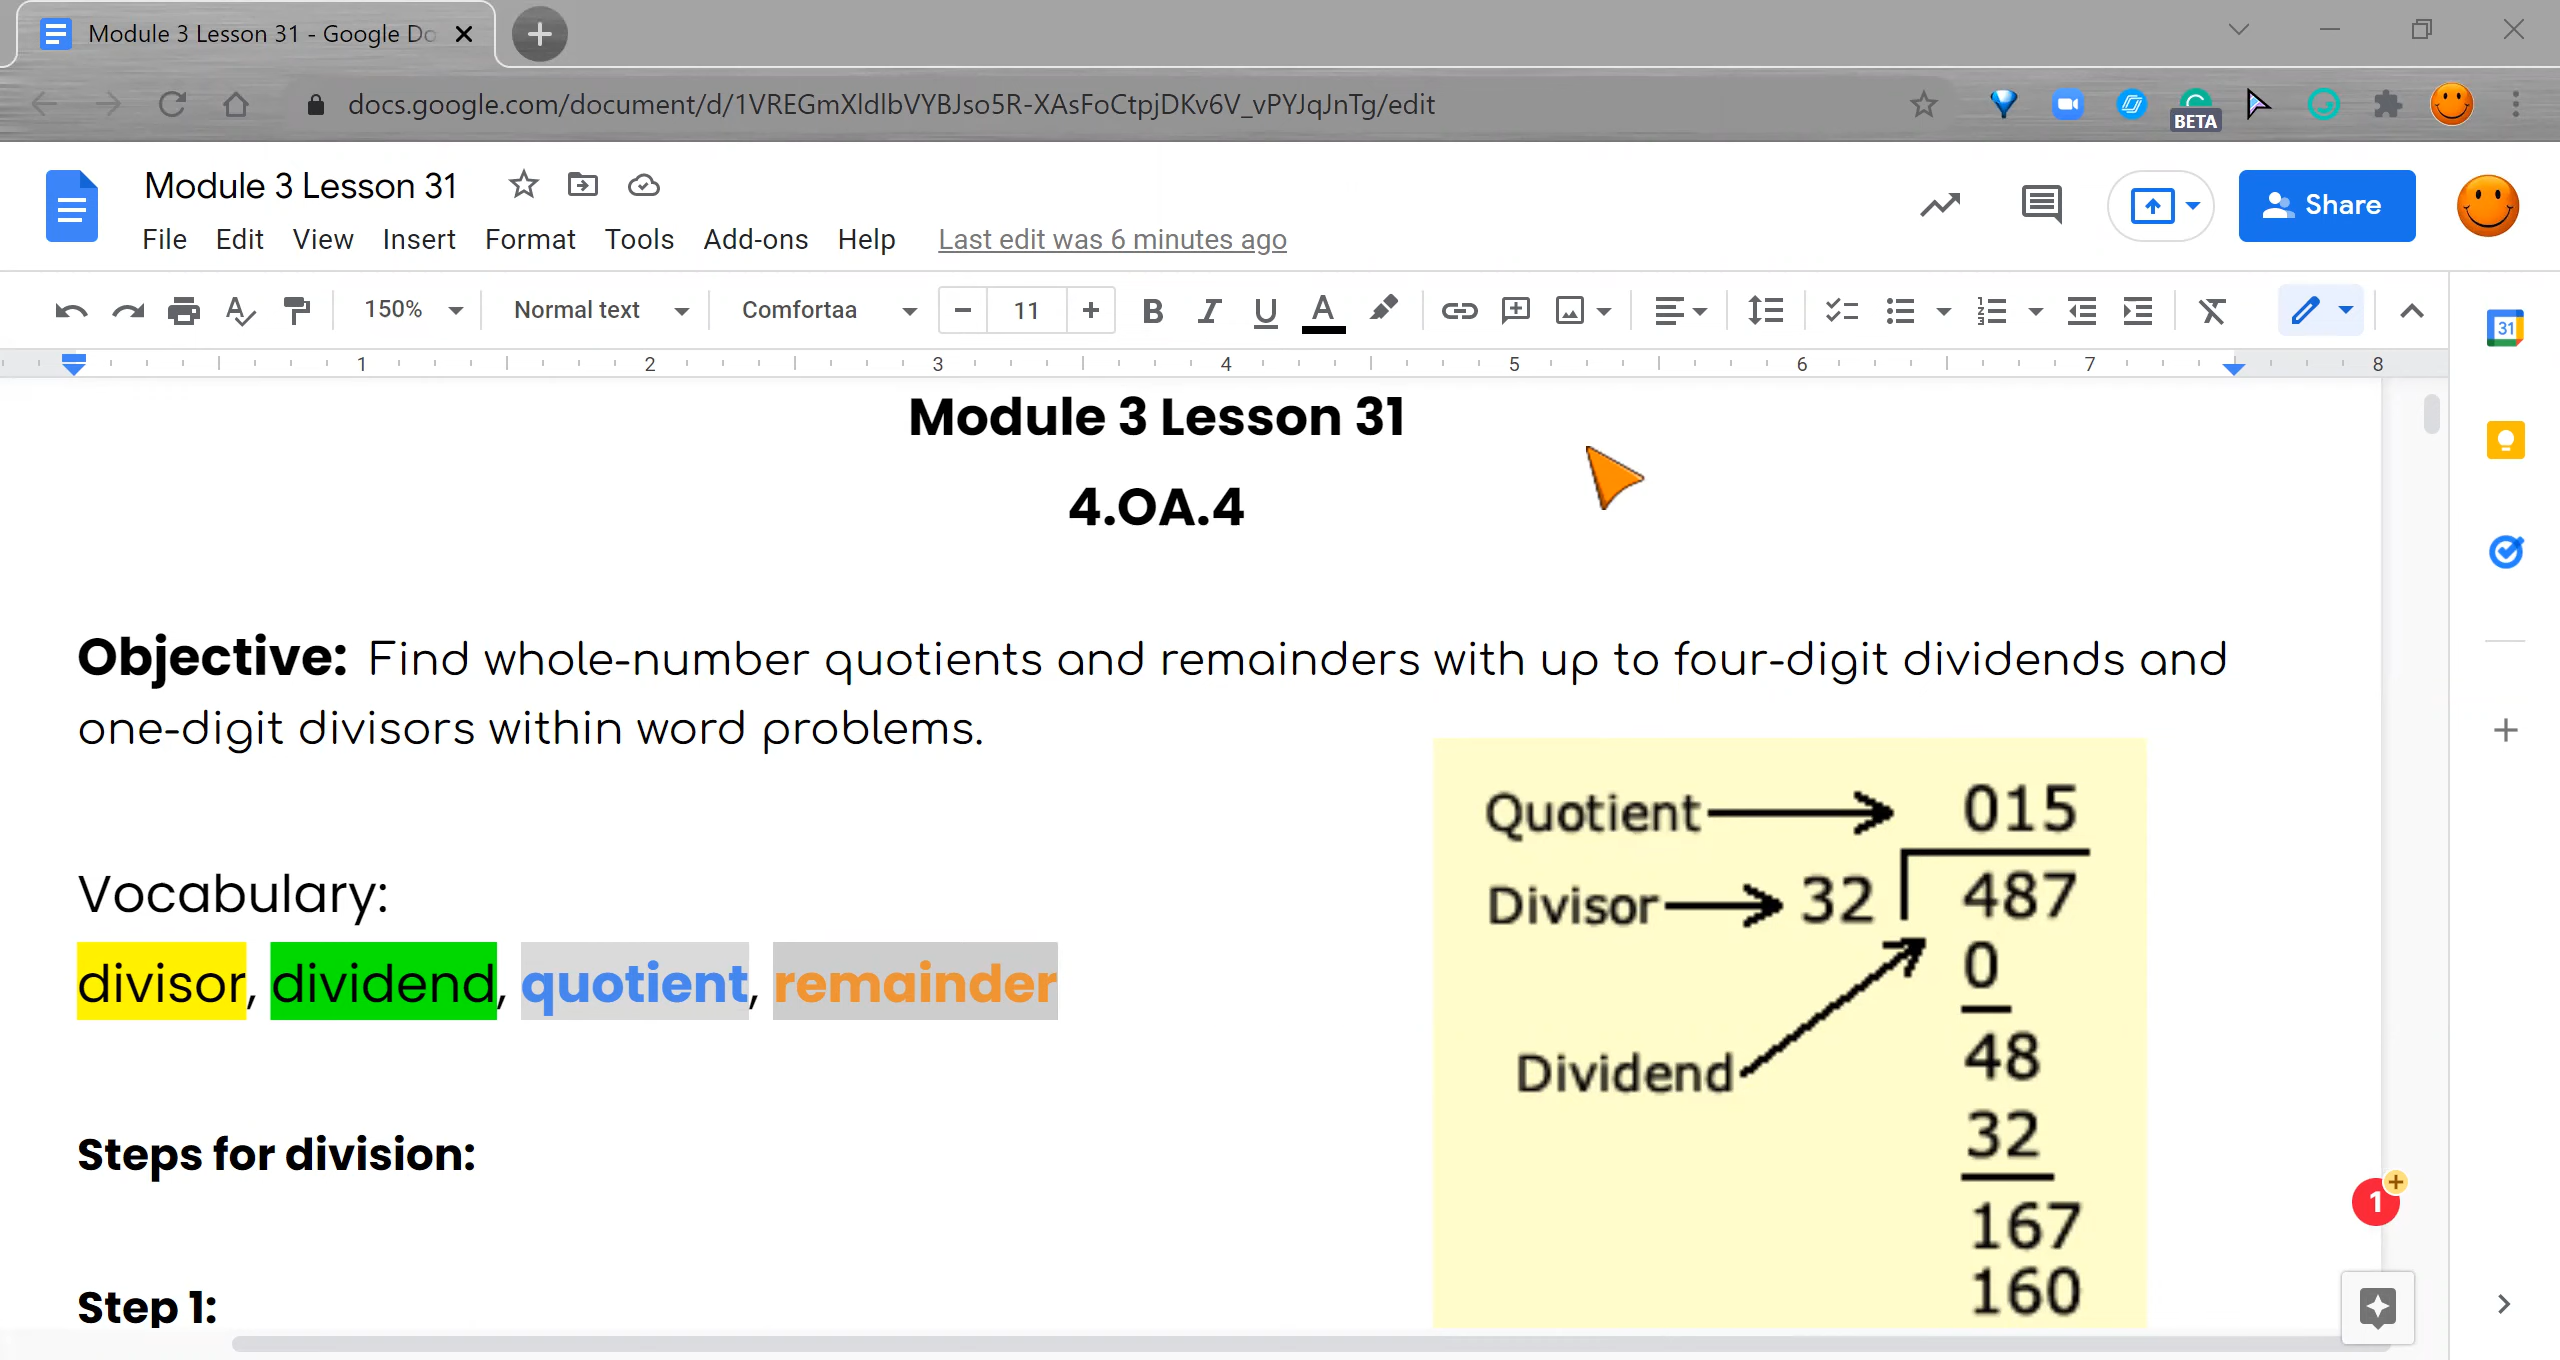 Module 3 Lesson 31 - Google Do
docs.google.com/document/d/1VREGmXldlbVYBJso5R-XAsFoCtpjDKv6V_vPYJqJnTg/edit
BETA
Module 3 Lesson 31
File Edit View Insert Format Tools Add-ons Help Last edit was 6 minutes ago
Share
150% Normal text Comfortaa 11 B I U A
31
1 2 3 4 5 6 7 8
Module 3 Lesson 31
4.OA.4
Objective: Find whole-number quotients and remainders with up to four-digit dividends and
one-digit divisors within word problems.
Quotient 015
Divisor 32 487
0
Dividend
48
32
167
160
Vocabulary:
divisor, dividend, quotient, remainder
Steps for division:
Step 1:
1